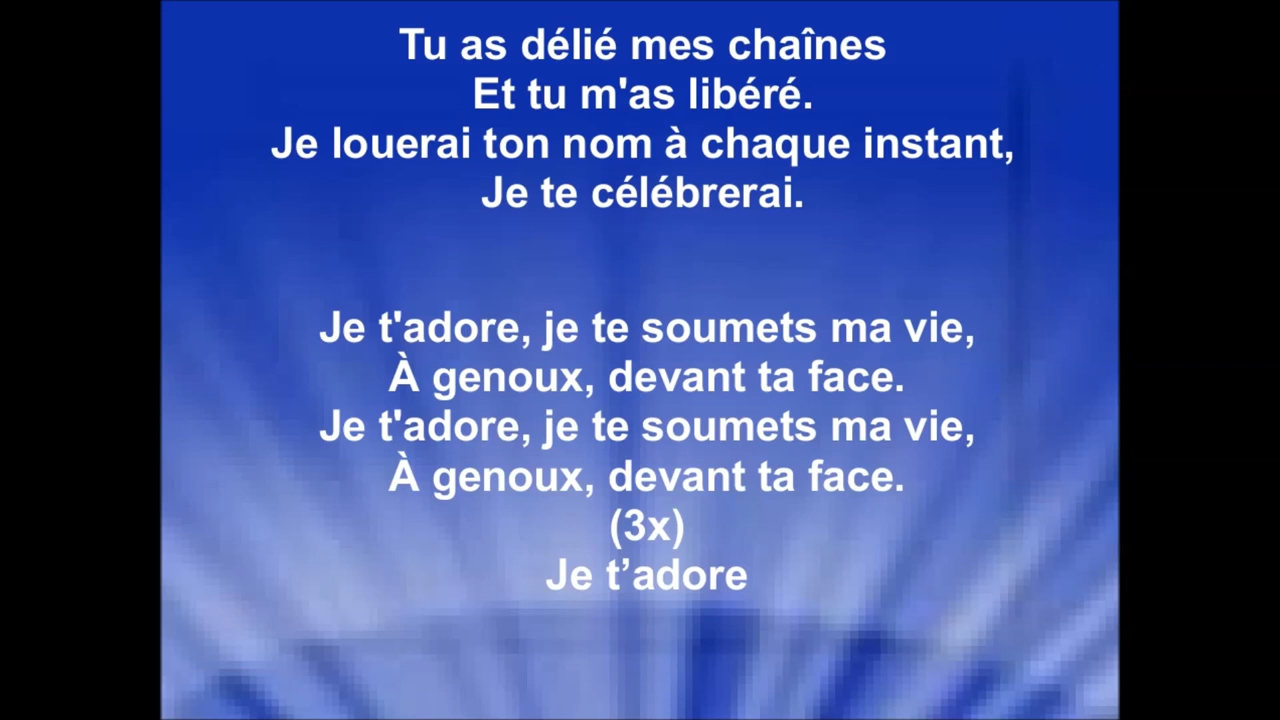 Tu as délié mes chaînes
Et tu m'as libéré.
Je louerai ton nom à chaque instant,
Je te célébrerai.
Je t'adore, je te soumets ma vie,
À genoux, devant ta face.
Je t'adore, je te soumets ma vie,
À genoux, devant ta face.
(3x)
Je t’adore